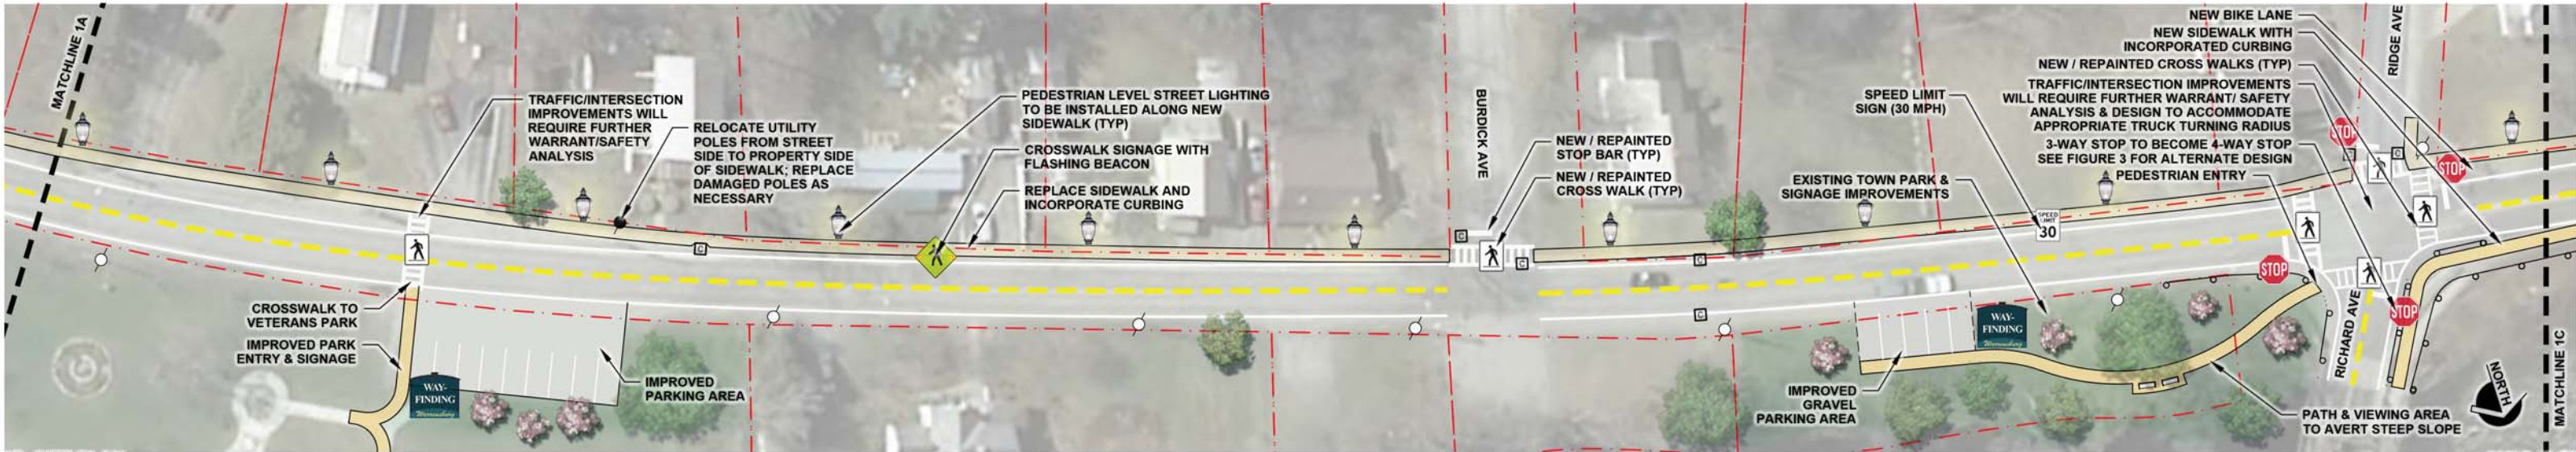 MATCHLINE 1A
TRAFFIC/INTERSECTION
IMPROVEMENTS WILL
REQUIRE FURTHER
WARRANT/SAFETY
ANALYSIS
RELOCATE UTILITY
POLES FROM STREET
SIDE TO PROPERTY SIDE
OF SIDEWALK; REPLACE
DAMAGED POLES AS
NECESSARY
PEDESTRIAN LEVEL STREET LIGHTING
TO BE INSTALLED ALONG NEW
SIDEWALK (TYP)
CROSSWALK SIGNAGE WITH
FLASHING BEACON
REPLACE SIDEWALK AND
INCORPORATE CURBING
C
CROSSWALK TO
VETERANS PARK
IMPROVED PARK
ENTRY & SIGNAGE
WAY-
FINDING
Warrensburg
IMPROVED
PARKING AREA
BURDICK AVE
NEW / REPAINTED
STOP BAR (TYP)
NEW / REPAINTED
CROSS WALK (TYP)
C
C
C
C
SPEED LIMIT
SIGN (30 MPH)
EXISTING TOWN PARK &
SIGNAGE IMPROVEMENTS
SPEED
LIMIT
30
WAY-
FINDING
Warrensburg
IMPROVED
GRAVEL
PARKING AREA
NEW BIKE LANE
NEW SIDEWALK WITH
INCORPORATED CURBING
NEW / REPAINTED CROSS WALKS (TYP)
TRAFFIC/INTERSECTION IMPROVEMENTS
WILL REQUIRE FURTHER WARRANT/ SAFETY
ANALYSIS & DESIGN TO ACCOMMODATE
APPROPRIATE TRUCK TURNING RADIUS
3-WAY STOP TO BECOME 4-WAY STOP
SEE FIGURE 3 FOR ALTERNATE DESIGN
PEDESTRIAN ENTRY
RIDGE AVE
STOP
C
C
STOP
STOP
STOP
RICHARD AVE
PATH & VIEWING AREA
TO AVERT STEEP SLOPE
NORTH
MATCHLINE 1C